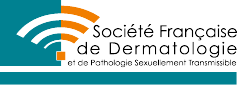 Société Française
de Dermatologie
et de Pathologie Sexuellement Transmissible